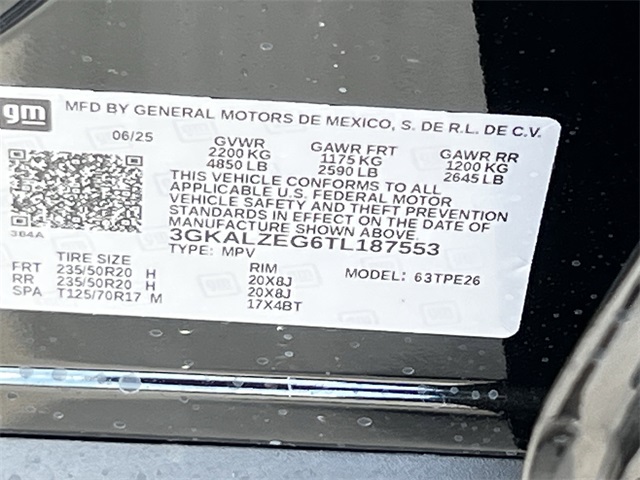 gm MFD BY GENERAL MOTORS DE MEXICO, S. DE R.L. DE C.V.
06/25 GVWR GAWR FRT GAWR RR
2200 KG 1175 KG 1200 KG
4850 LB 2590 LB 2645 LB
THIS VEHICLE CONFORMS TO ALL
APPLICABLE U.S. FEDERAL MOTOR
VEHICLE SAFETY AND THEFT PREVENTION
STANDARDS IN EFFECT ON THE DATE OF
MANUFACTURE SHOWN ABOVE
3GKALZEG6TL187553
384A
TYPE: MPV
TIRE SIZE RIM MODEL: 63TPE26
FRT 235/50R20 H 20X8J
RR 235/50R20 H 20X8J
SPA T125/70R17 M 17X4BT